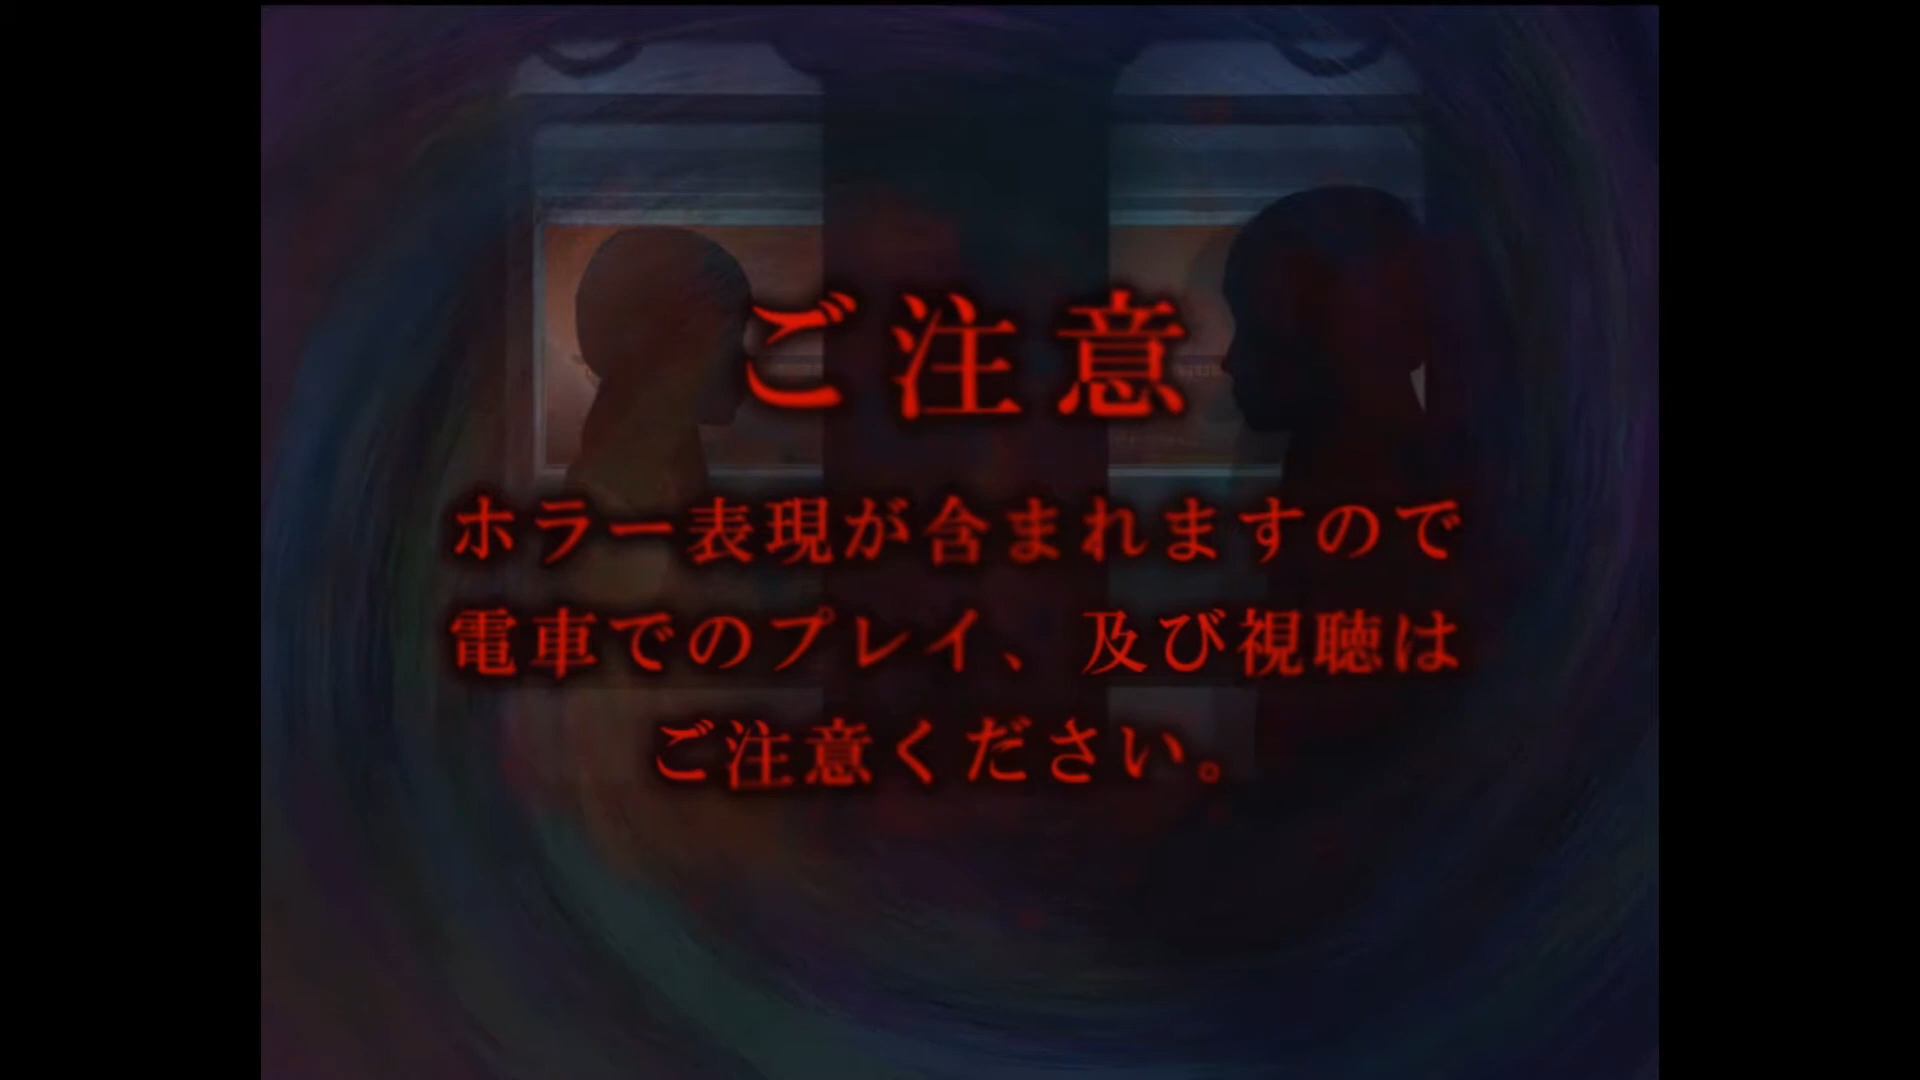 ご注意
ホラー表現が含まれますので
電車でのプレイ、及び視聴は
ご注意ください。